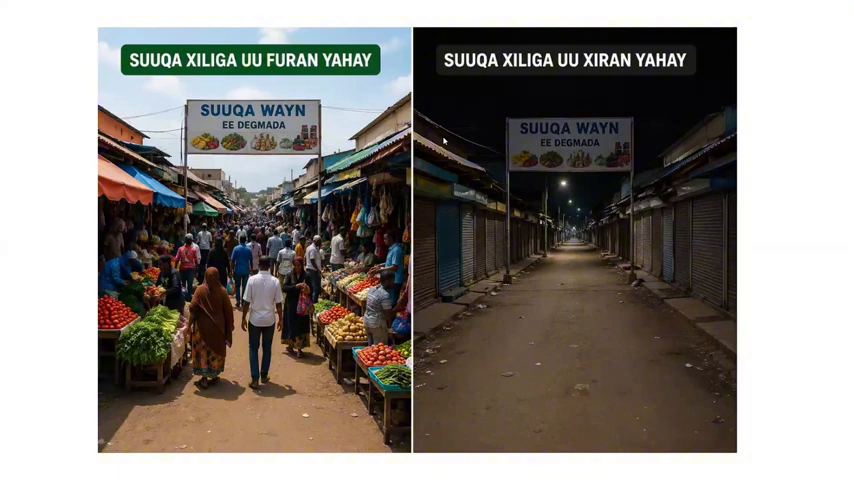 SUUQA XILIGA UU FURAN YAHAY
SUUQA WAYN
EE DEGMADA
SUUQA XILIGA UU XIRAN YAHAY
SUUQA WAYN
EE DEGMADA